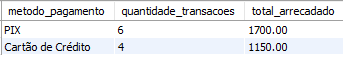 metodo_pagamento quantidade_transacoes total_arrecadado
PIX 6 1700.00
Cartão de Crédito 4 1150.00